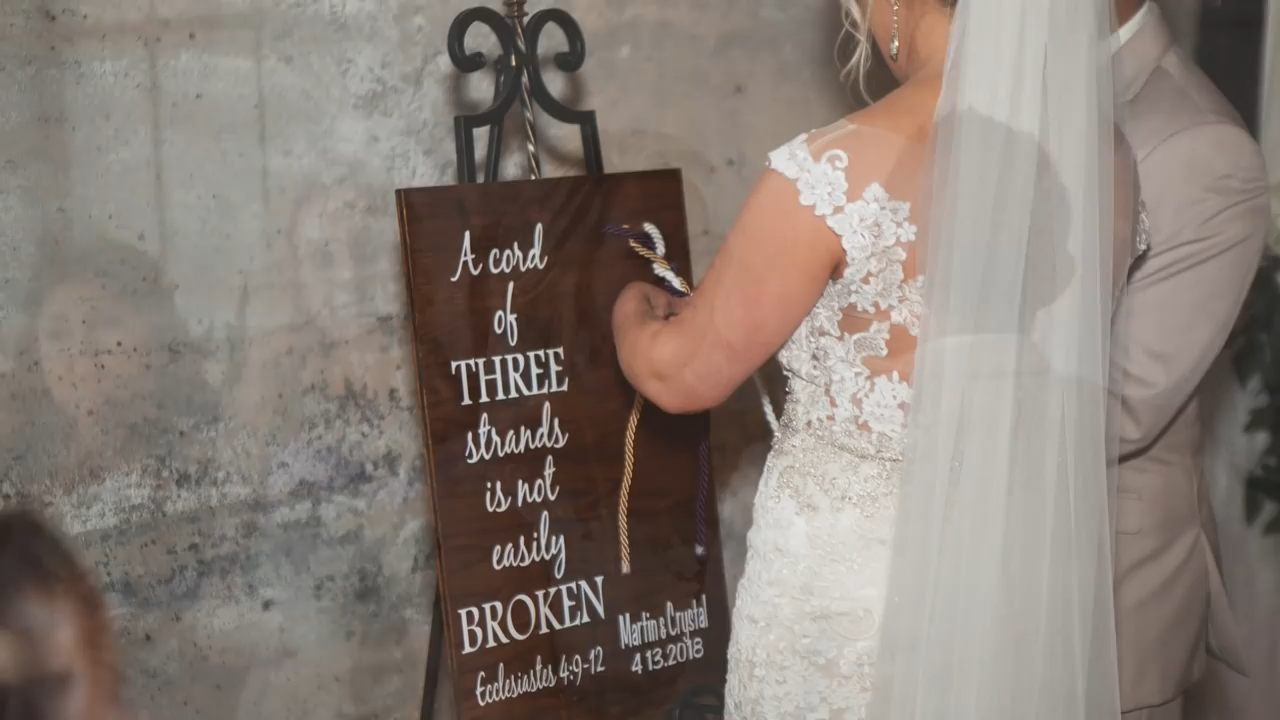 A cord
of
THREE
strands
is not
easily
BROKEN
Ecclesiastes 4:9-12
Martin & Crystal
4 13.2018